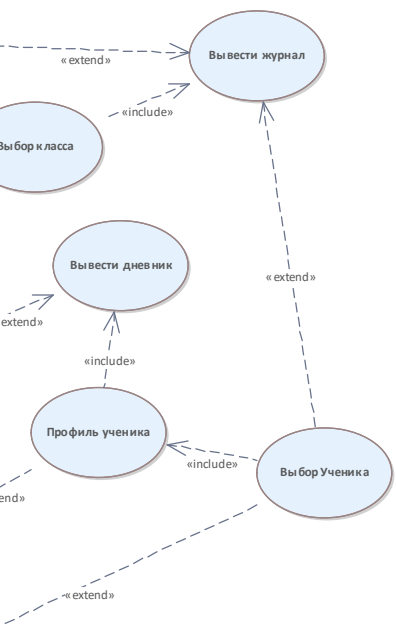 Вывести журнал
«extend»
«include»
Выбор класса
Вывести дневник
«extend»
extend»
«include»
Профиль ученика
«include»
Выбор Ученика
end»
«extend»